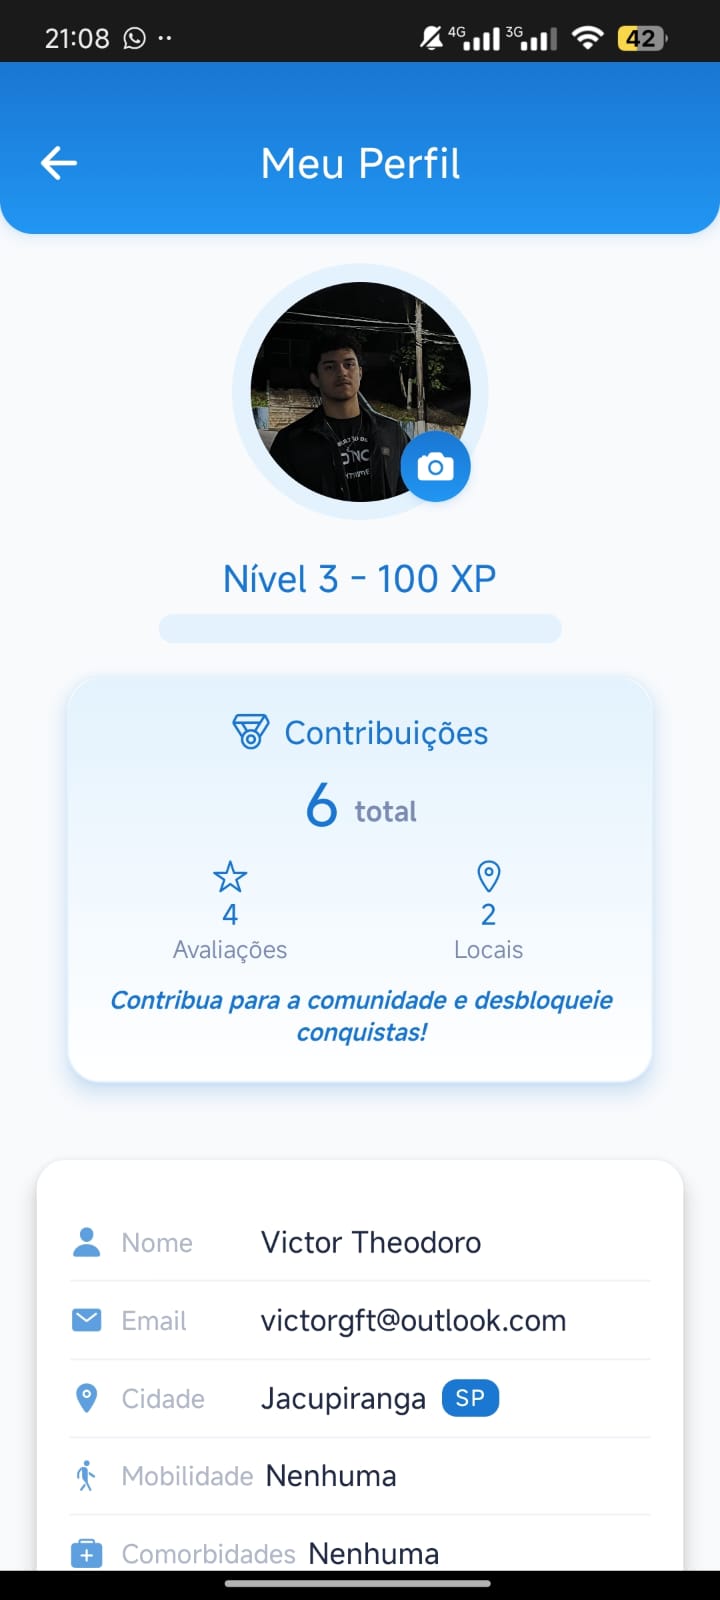 21:08
4G 3G 42
Meu Perfil
Nível 3 - 100 XP
Contribuições
6 total
4 2
Avaliações Locais
Contribua para a comunidade e desbloqueie
conquistas!
Nome Victor Theodoro
Email victorgft@outlook.com
Cidade Jacupiranga SP
Mobilidade Nenhuma
Comorbidades Nenhuma